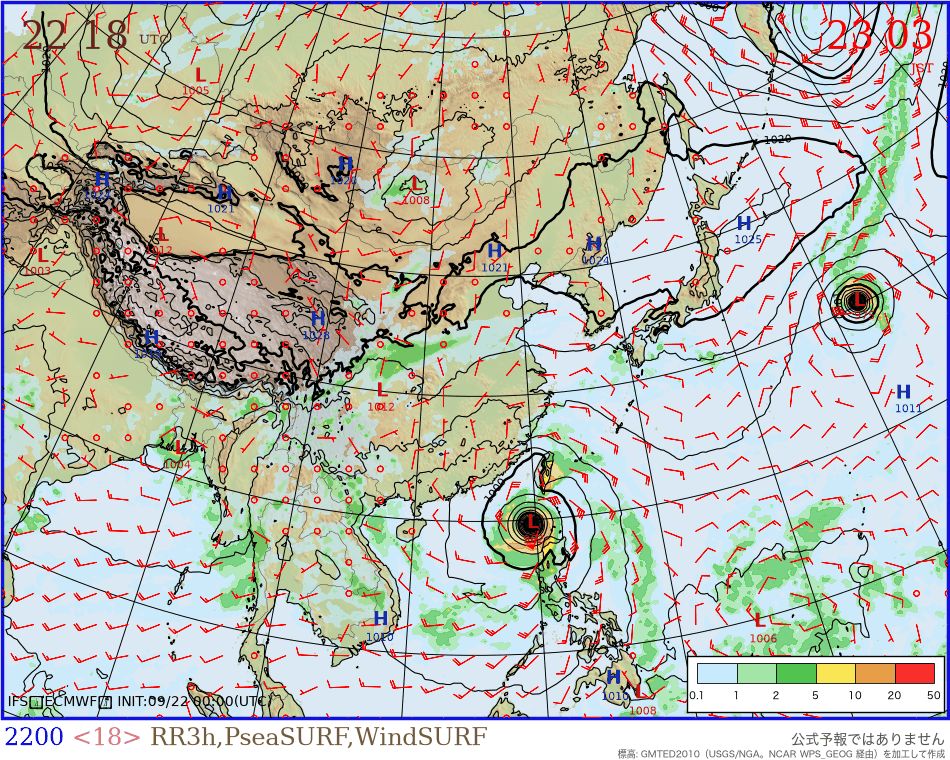 22 18 UTC
23 03 JST
L
1005
1020
H
1021
L
1008
L
1012
L
1003
H
1021
H
1024
H
1025
L
H
1028
H
L
1012
H
1011
L
1004
1000
L
H
1010
L
1006
H
1010
L
1008
0.1 1 2 5 10 20 50
IFS□ECMWF□ INIT:09/22 00:00(UTC)
2200 <18> RR3h,PseaSURF,WindSURF
公式予報ではありません
標高: GMTED2010（USGS/NGA。NCAR WPS_GEOG 経由）を加工して作成